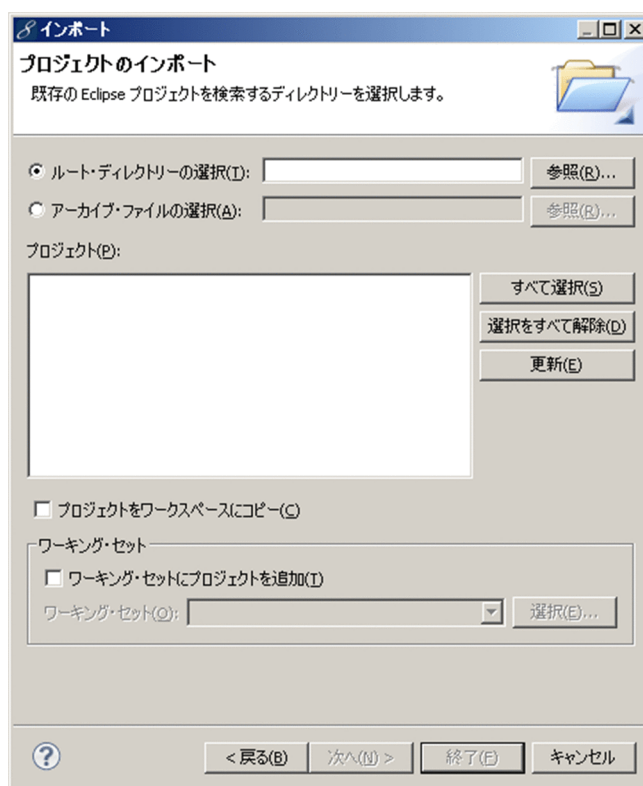 インポート
プロジェクトのインポート
既存の Eclipse プロジェクトを検索するディレクトリーを選択します。
ルート・ディレクトリーの選択(T): 参照(R)...
アーカイブ・ファイルの選択(A): 参照(R)...
プロジェクト(P):
すべて選択(S)
選択をすべて解除(D)
更新(E)
プロジェクトをワークスペースにコピー(C)
ワーキング・セット
ワーキング・セットにプロジェクトを追加(T)
ワーキング・セット(O): 選択(E)...
< 戻る(B) 次へ(N) > 終了(F) キャンセル